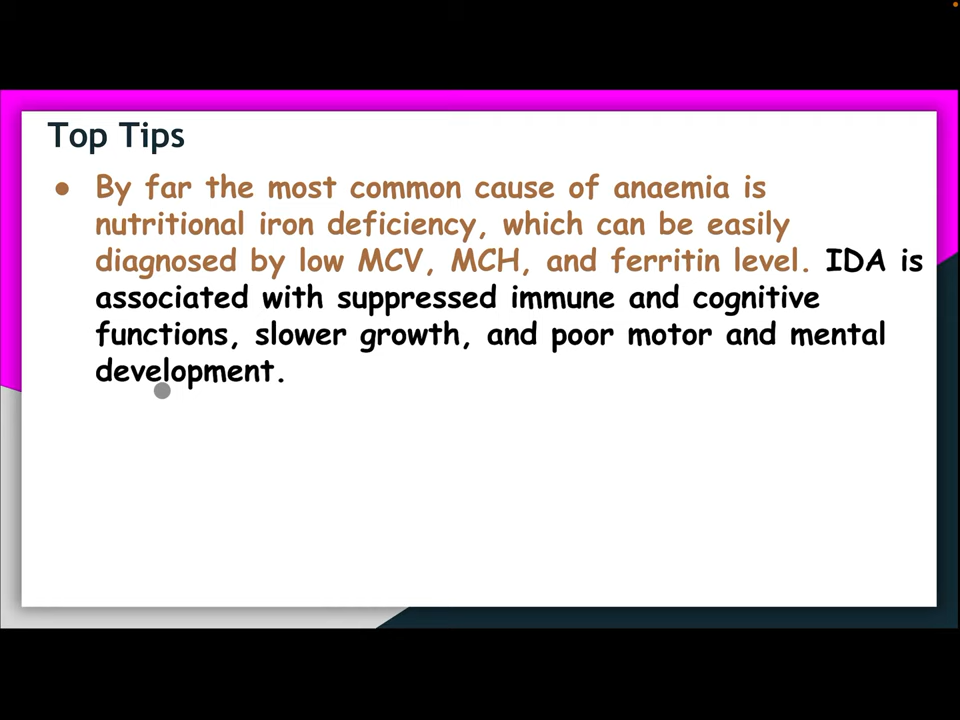 Top Tips
● By far the most common cause of anaemia is
nutritional iron deficiency, which can be easily
diagnosed by low MCV, MCH, and ferritin level. IDA is
associated with suppressed immune and cognitive
functions, slower growth, and poor motor and mental
development.